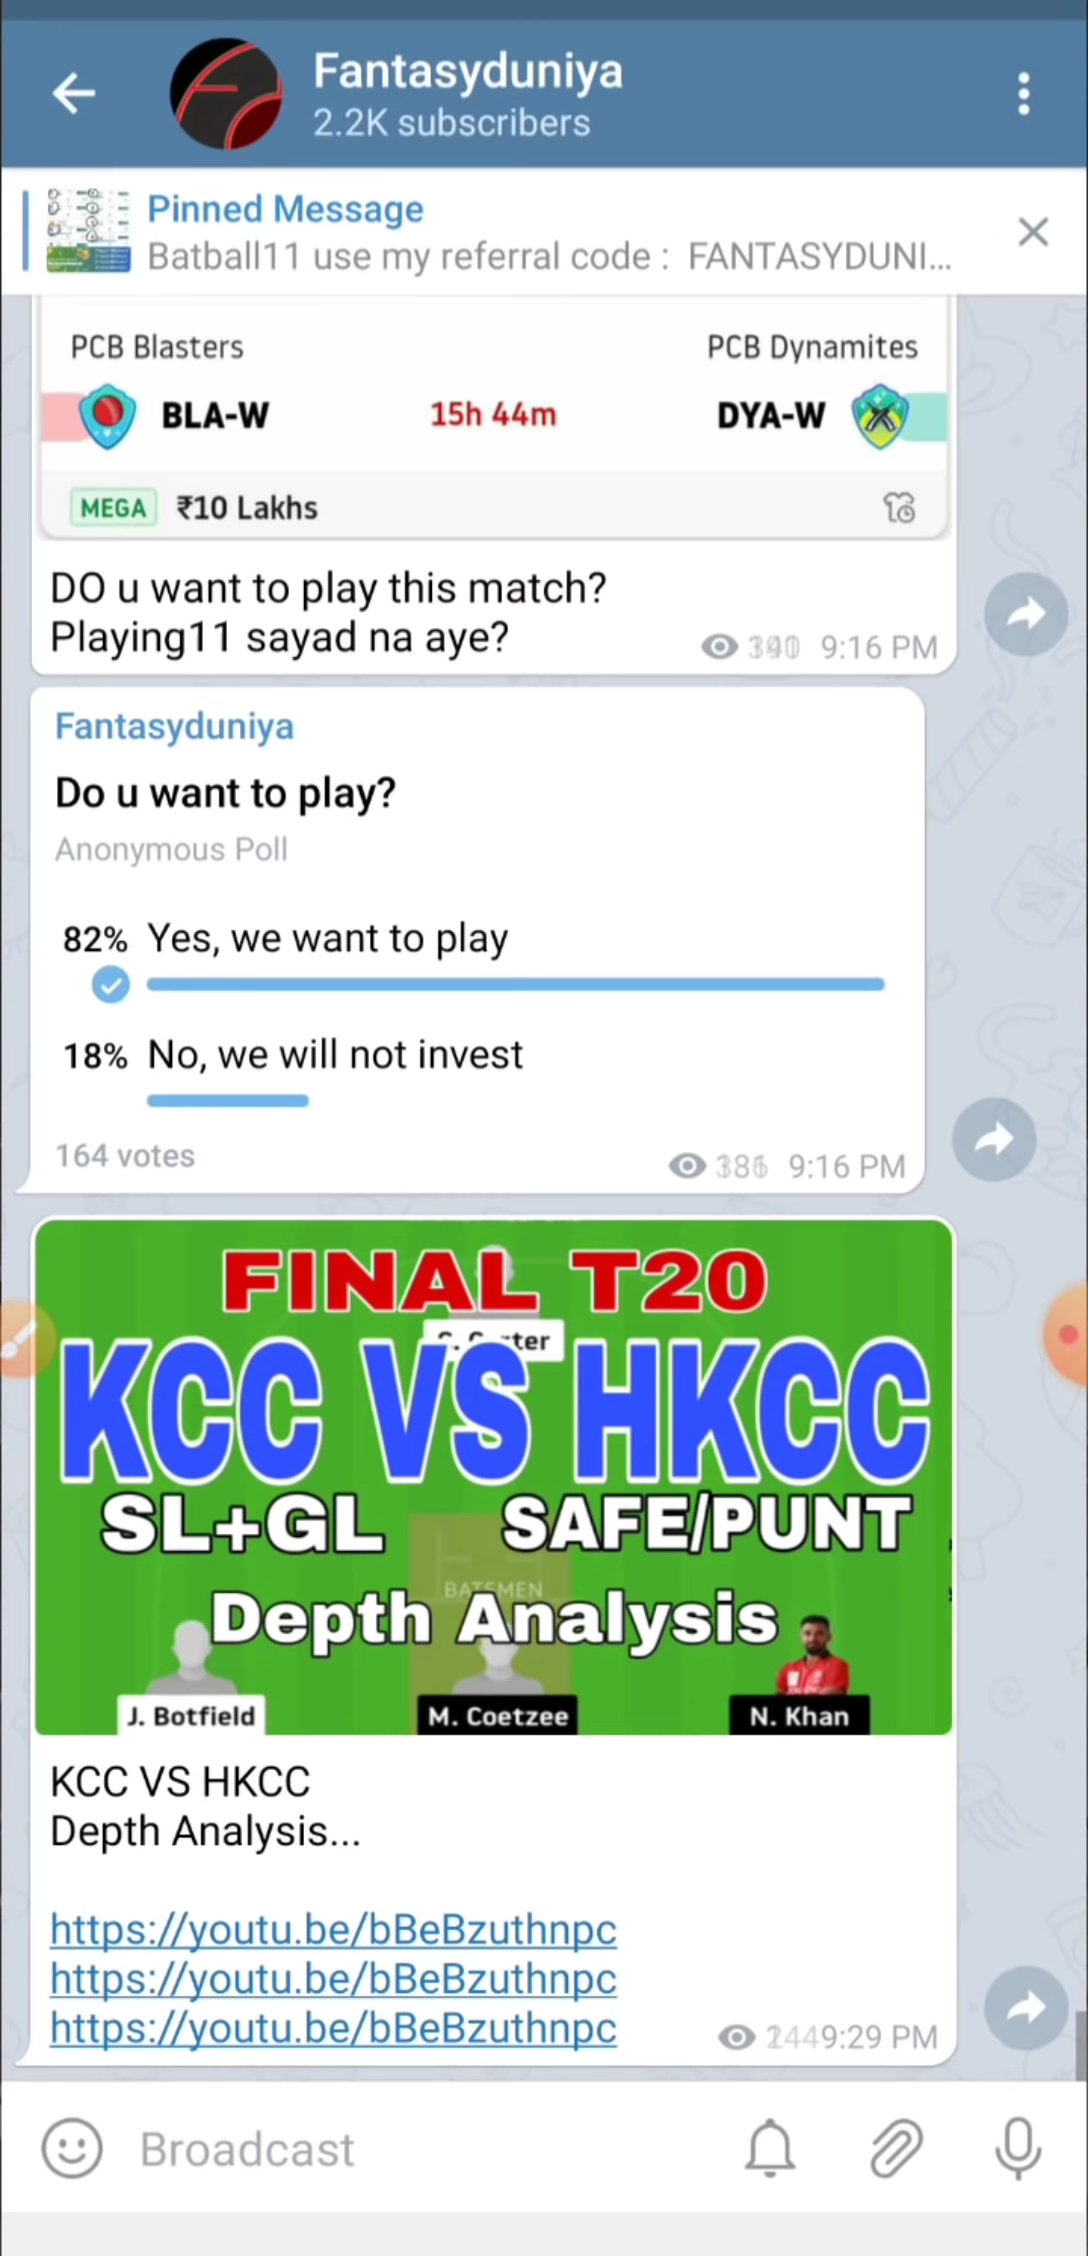 Fantasyduniya
2.2K subscribers
Pinned Message
Batball11 use my referral code : FANTASYDUNI...
PCB Blasters
PCB Dynamites
BLA-W
15h 44m
DYA-W
MEGA ₹10 Lakhs
DO u want to play this match?
Playing11 sayad na aye?
9:16 PM
Fantasyduniya
Do u want to play?
Anonymous Poll
82% Yes, we want to play
18% No, we will not invest
164 votes
9:16 PM
FINAL T20
KCC VS HKCC
SL+GL SAFE/PUNT
BATSMEN
Depth Analysis
J. Botfield
M. Coetzee
N. Khan
KCC VS HKCC
Depth Analysis...
https://youtu.be/bBeBzuthnpc
https://youtu.be/bBeBzuthnpc
https://youtu.be/bBeBzuthnpc
9:29 PM
Broadcast